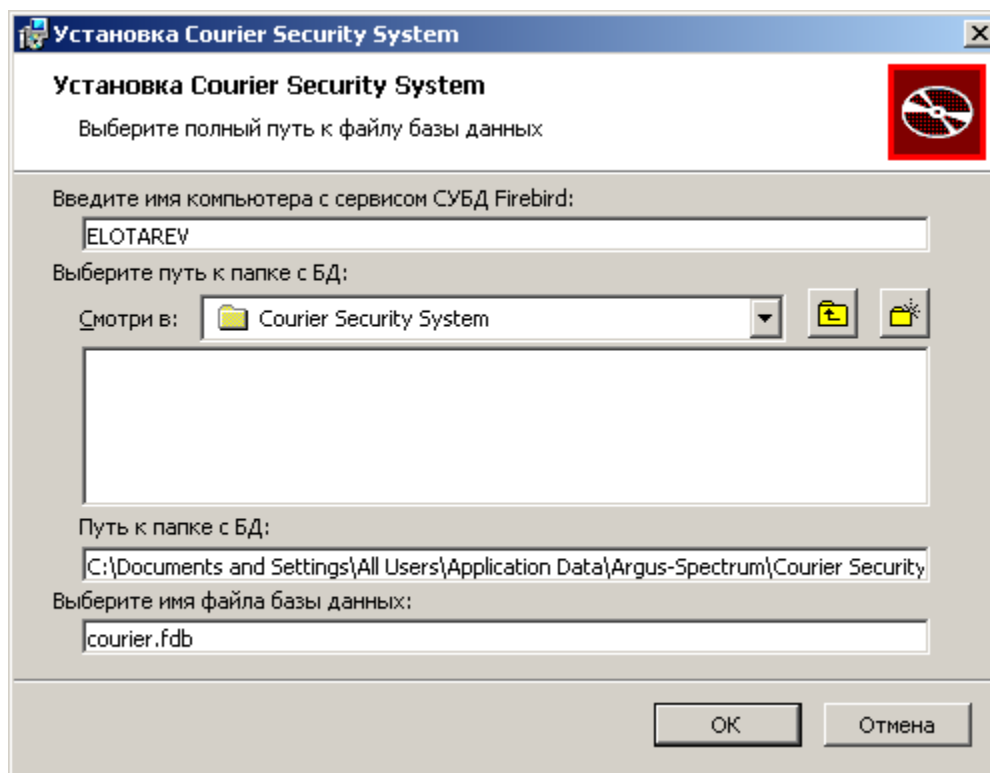 Установка Courier Security System
Установка Courier Security System
Выберите полный путь к файлу базы данных
Введите имя компьютера с сервисом СУБД Firebird:
ELOTAREV
Выберите путь к папке с БД:
Смотри в: Courier Security System
Путь к папке с БД:
C:\Documents and Settings\All Users\Application Data\Argus-Spectrum\Courier Security
Выберите имя файла базы данных:
courier.fdb
OK Отмена